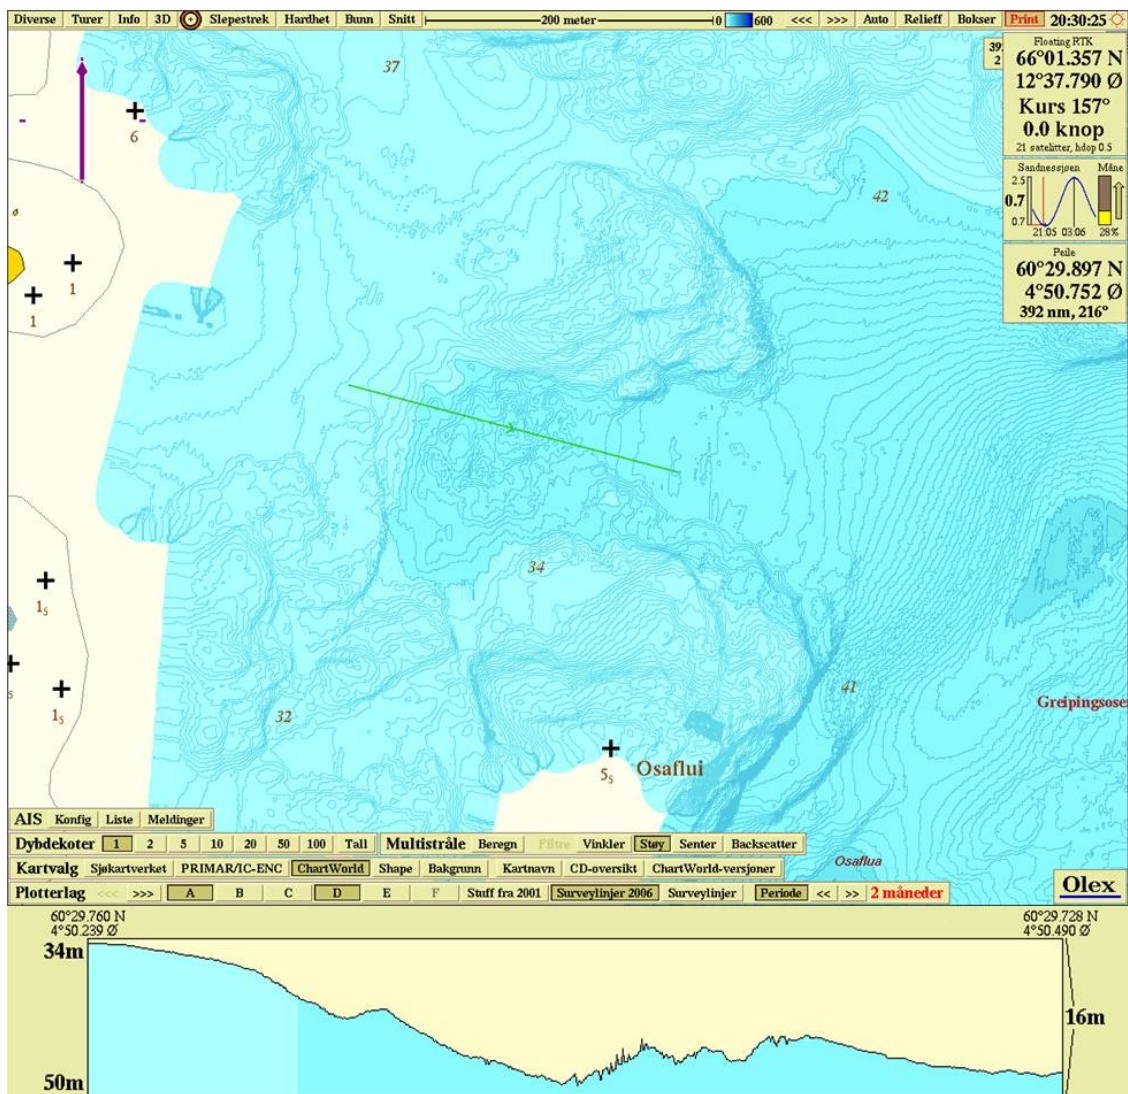 Diverse Turer Info 3D Slepestrek Hardhet Bunn Snitt 200 meter 0 600 <<< >>> Auto Relieff Bokser Print 20:30:25
39
2
Floating RTK
66°01.357 N
12°37.790 Ø
Kurs 157°
0.0 knop
21 satelitter, hdop 0.5
Sandnessjøen Måne
2.5
0.7
0.7
21:05 03:06 28%
Peile
60°29.897 N
4°50.752 Ø
392 nm, 216°
37
6
42
1
1
34
1₅
5
1₅
32
41
Greipingsose
5₅ Osaflui
Osaflua
AIS Konfig Liste Meldinger
Dybdekoter 1 2 5 10 20 50 100 Tall Multistråle Beregn Filtre Vinkler Støy Senter Backscatter
Kartvalg Sjøkartverket PRIMAR/IC-ENC ChartWorld Shape Bakgrunn Kartnavn CD-oversikt ChartWorld-versjoner
Plotterlag <<< >>> A B C D E F Stuff fra 2001 Surveylinjer 2006 Surveylinjer Periode << >> 2 måneder
Olex
60°29.760 N 60°29.728 N
4°50.239 Ø 4°50.490 Ø
34m
16m
50m